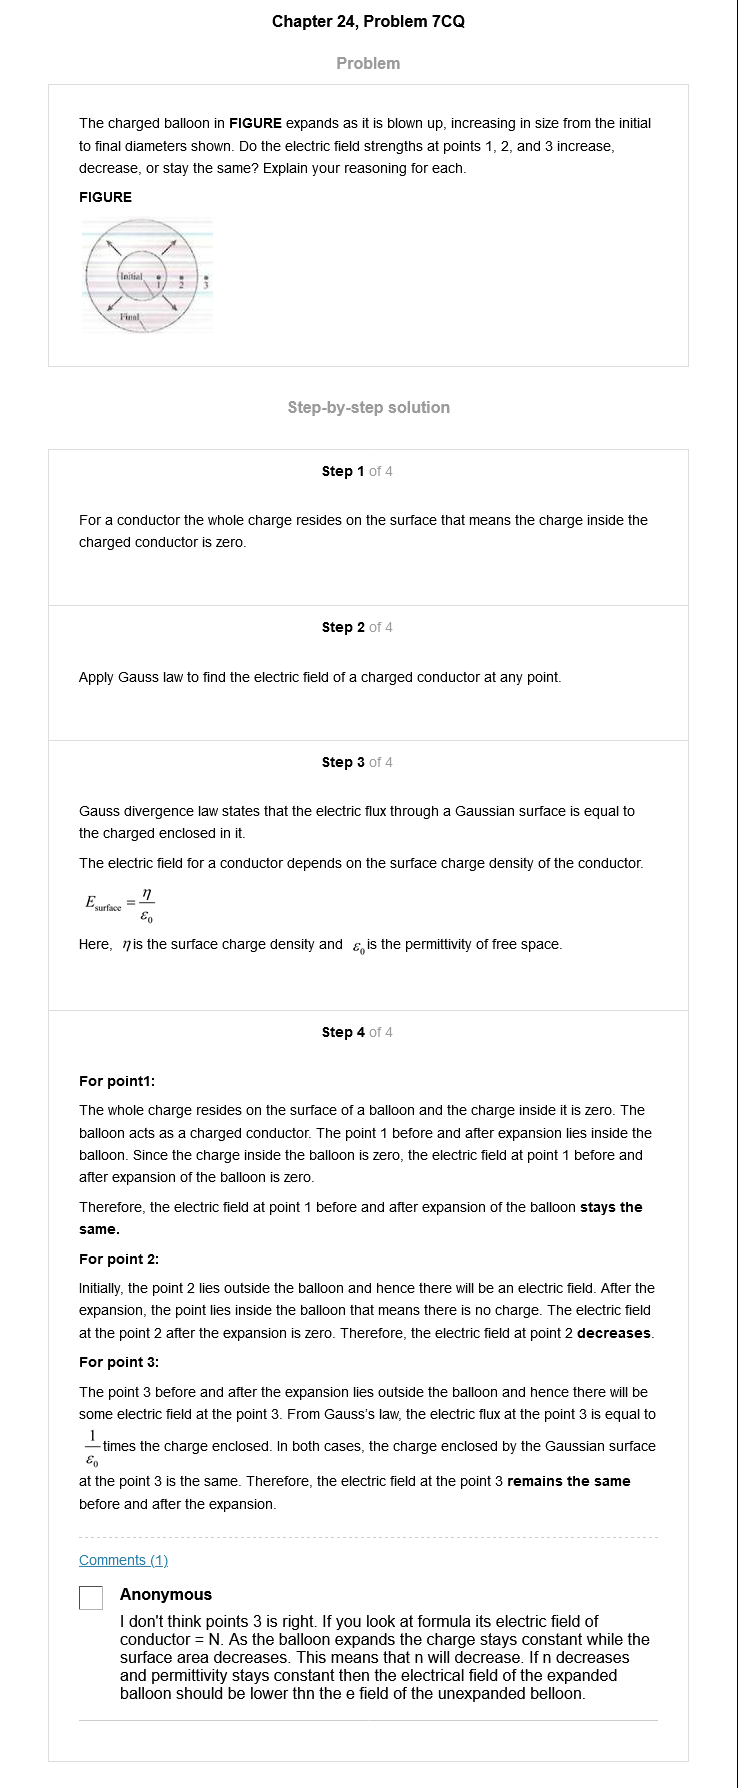 Chapter 24, Problem 7CQ
Problem
The charged balloon in FIGURE expands as it is blown up, increasing in size from the initial
to final diameters shown. Do the electric field strengths at points 1, 2, and 3 increase,
decrease, or stay the same? Explain your reasoning for each.
FIGURE
Initial
1
2
3
Final
Step-by-step solution
Step 1 of 4
For a conductor the whole charge resides on the surface that means the charge inside the
charged conductor is zero.
Step 2 of 4
Apply Gauss law to find the electric field of a charged conductor at any point.
Step 3 of 4
Gauss divergence law states that the electric flux through a Gaussian surface is equal to
the charged enclosed in it.
The electric field for a conductor depends on the surface charge density of the conductor.
E surface = η / ε0
Here, η is the surface charge density and ε0 is the permittivity of free space.
Step 4 of 4
For point1:
The whole charge resides on the surface of a balloon and the charge inside it is zero. The
balloon acts as a charged conductor. The point 1 before and after expansion lies inside the
balloon. Since the charge inside the balloon is zero, the electric field at point 1 before and
after expansion of the balloon is zero.
Therefore, the electric field at point 1 before and after expansion of the balloon stays the
same.
For point 2:
Initially, the point 2 lies outside the balloon and hence there will be an electric field. After the
expansion, the point lies inside the balloon that means there is no charge. The electric field
at the point 2 after the expansion is zero. Therefore, the electric field at point 2 decreases.
For point 3:
The point 3 before and after the expansion lies outside the balloon and hence there will be
some electric field at the point 3. From Gauss's law, the electric flux at the point 3 is equal to
1 / ε0 times the charge enclosed. In both cases, the charge enclosed by the Gaussian surface
at the point 3 is the same. Therefore, the electric field at the point 3 remains the same
before and after the expansion.
Comments (1)
Anonymous
I don't think points 3 is right. If you look at formula its electric field of
conductor = N. As the balloon expands the charge stays constant while the
surface area decreases. This means that n will decrease. If n decreases
and permittivity stays constant then the electrical field of the expanded
balloon should be lower thn the e field of the unexpanded belloon.